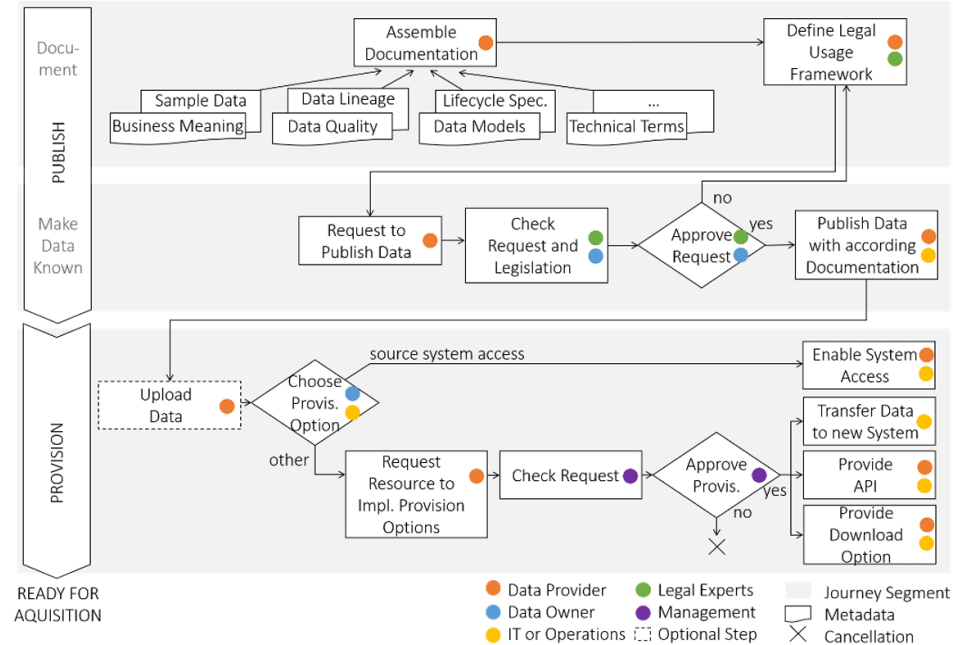 Docu-
ment
PUBLISH
Make
Data
Known
Assemble
Documentation
Define Legal
Usage
Framework
Sample Data
Business Meaning
Data Lineage
Data Quality
Lifecycle Spec.
Data Models
...
Technical Terms
Request to
Publish Data
Check
Request and
Legislation
Approve
Request
no
yes
Publish Data
with according
Documentation
PROVISION
Upload
Data
Choose
Provis.
Option
source system access
other
Enable System
Access
Request
Resource to
Impl. Provision
Options
Check Request
Approve
Provis.
yes
no
Transfer Data
to new System
Provide
API
Provide
Download
Option
READY FOR
AQUISITION
Data Provider
Data Owner
IT or Operations
Legal Experts
Management
Optional Step
Journey Segment
Metadata
Cancellation